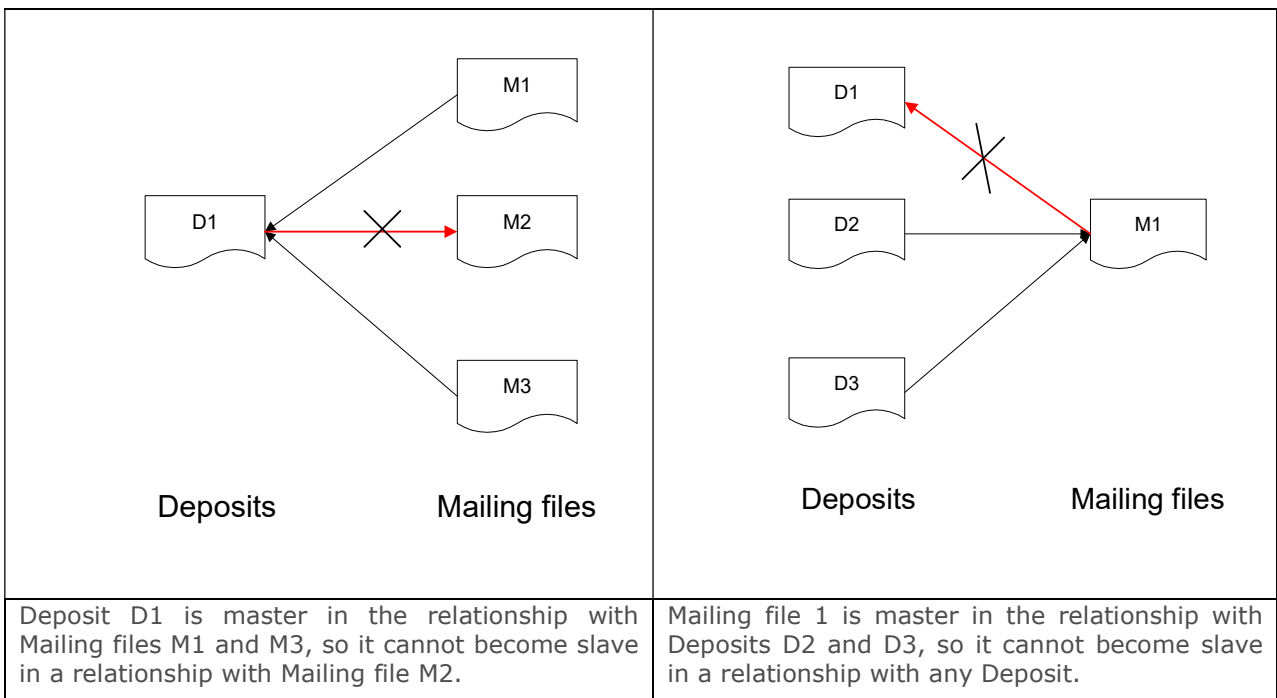 M1
D1
M2
M3
Deposits Mailing files
Deposit D1 is master in the relationship with
Mailing files M1 and M3, so it cannot become slave
in a relationship with Mailing file M2.
D1
D2
M1
D3
Deposits Mailing files
Mailing file 1 is master in the relationship with
Deposits D2 and D3, so it cannot become slave
in a relationship with any Deposit.